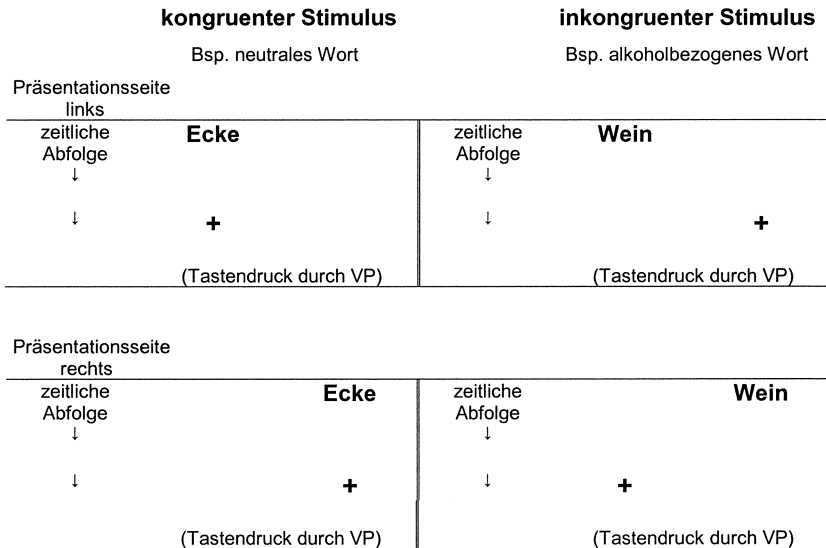 kongruenter Stimulus
inkongruenter Stimulus
Bsp. neutrales Wort
Bsp. alkoholbezogenes Wort
Präsentationsseite
links
zeitliche
Abfolge
↓
↓
Ecke
+
(Tastendruck durch VP)
zeitliche
Abfolge
↓
↓
Wein
+
(Tastendruck durch VP)
Präsentationsseite
rechts
zeitliche
Abfolge
↓
↓
Ecke
+
(Tastendruck durch VP)
zeitliche
Abfolge
↓
↓
Wein
+
(Tastendruck durch VP)